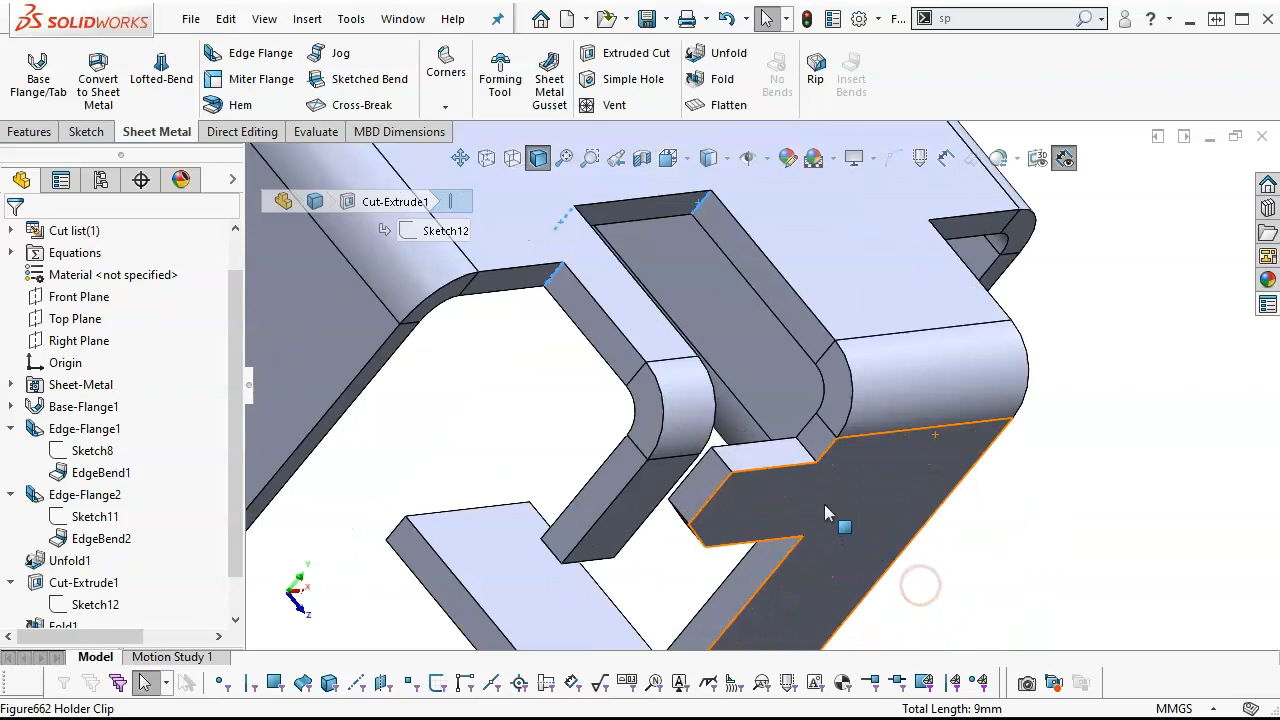 SOLIDWORKS File Edit View Insert Tools Window Help F... sp
Base Flange/Tab Convert to Sheet Metal Lofted-Bend Edge Flange Miter Flange Hem Jog Sketched Bend Cross-Break Corners Forming Tool Sheet Metal Gusset Extruded Cut Simple Hole Vent Unfold Fold Flatten No Bends Rip Insert Bends
Features Sketch Sheet Metal Direct Editing Evaluate MBD Dimensions
Cut-Extrude1
Sketch12
Cut list(1)
Equations
Material <not specified>
Front Plane
Top Plane
Right Plane
Origin
Sheet-Metal
Base-Flange1
Edge-Flange1
Sketch8
EdgeBend1
Edge-Flange2
Sketch11
EdgeBend2
Unfold1
Cut-Extrude1
Sketch12
Fold1
Y
X
Z
Model Motion Study 1
Figure662 Holder Clip Total Length: 9mm MMGS